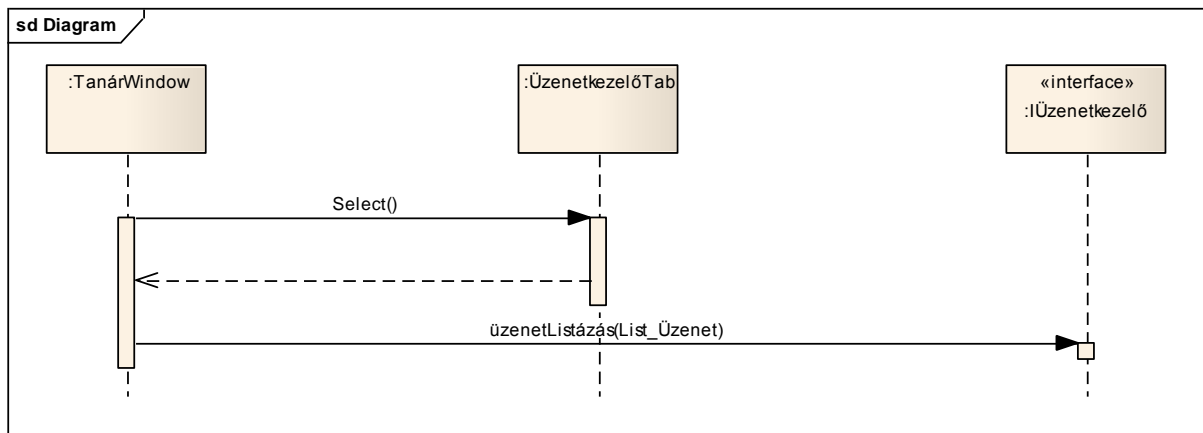 sd Diagram
:TanárWindow
:ÜzenetkezelőTab
«interface»
:IÜzenetkezelő
Select()
üzenetListázás(List_Üzenet)